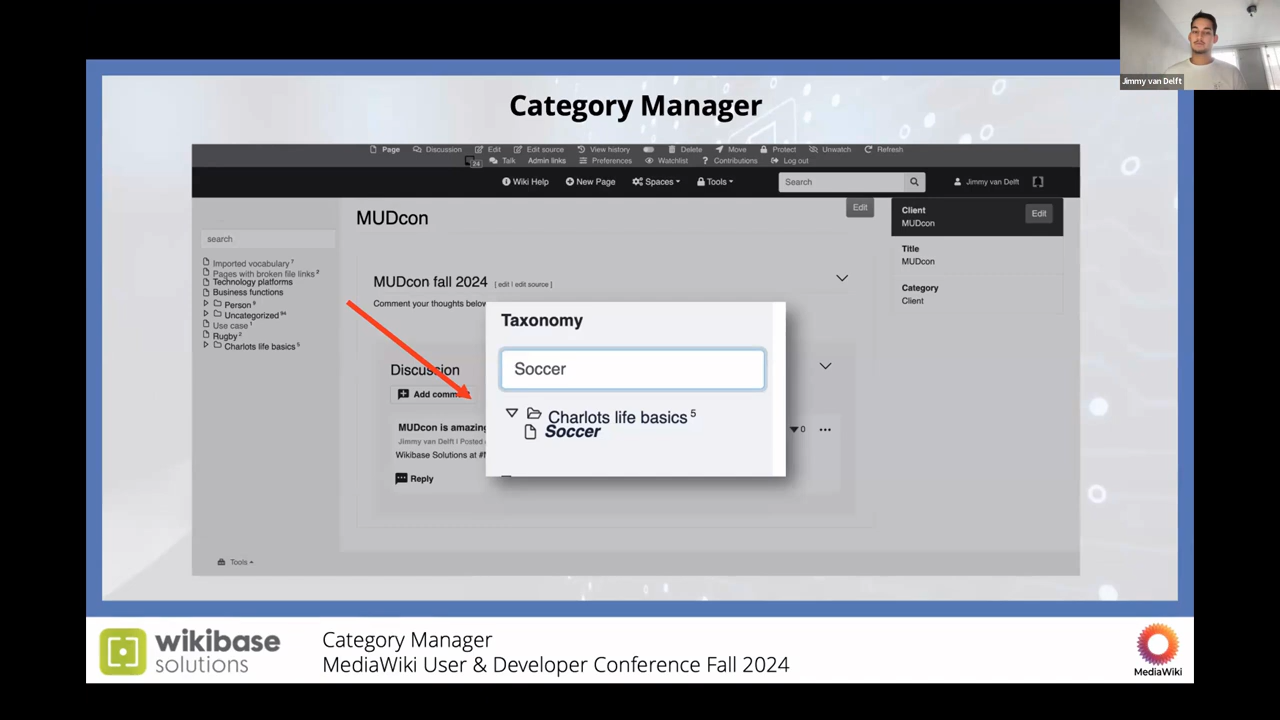 Jimmy van Delft
Category Manager
Page Discussion Edit Edit source View history Delete Move Protect Unwatch Refresh
24 Talk Admin links Preferences Watchlist ? Contributions Log out
Wiki Help New Page Spaces Tools Search Jimmy van Delft
MUDcon
Edit
Client
MUDcon
Edit
Title
MUDcon
Category
Client
search
Imported vocabulary 7
Pages with broken file links 2
Technology platforms
Business functions
Person 9
Uncategorized 94
Use case 1
Rugby 2
Charlots life basics 5
MUDcon fall 2024 [ edit | edit source ]
Comment your thoughts below
Discussion
Add comm
MUDcon is amazing
Jimmy van Delft | Posted
Wikibase Solutions at
Reply
0
Taxonomy
Soccer
Charlots life basics 5
Soccer
Tools
wikibase
solutions
Category Manager
MediaWiki User & Developer Conference Fall 2024
MediaWiki